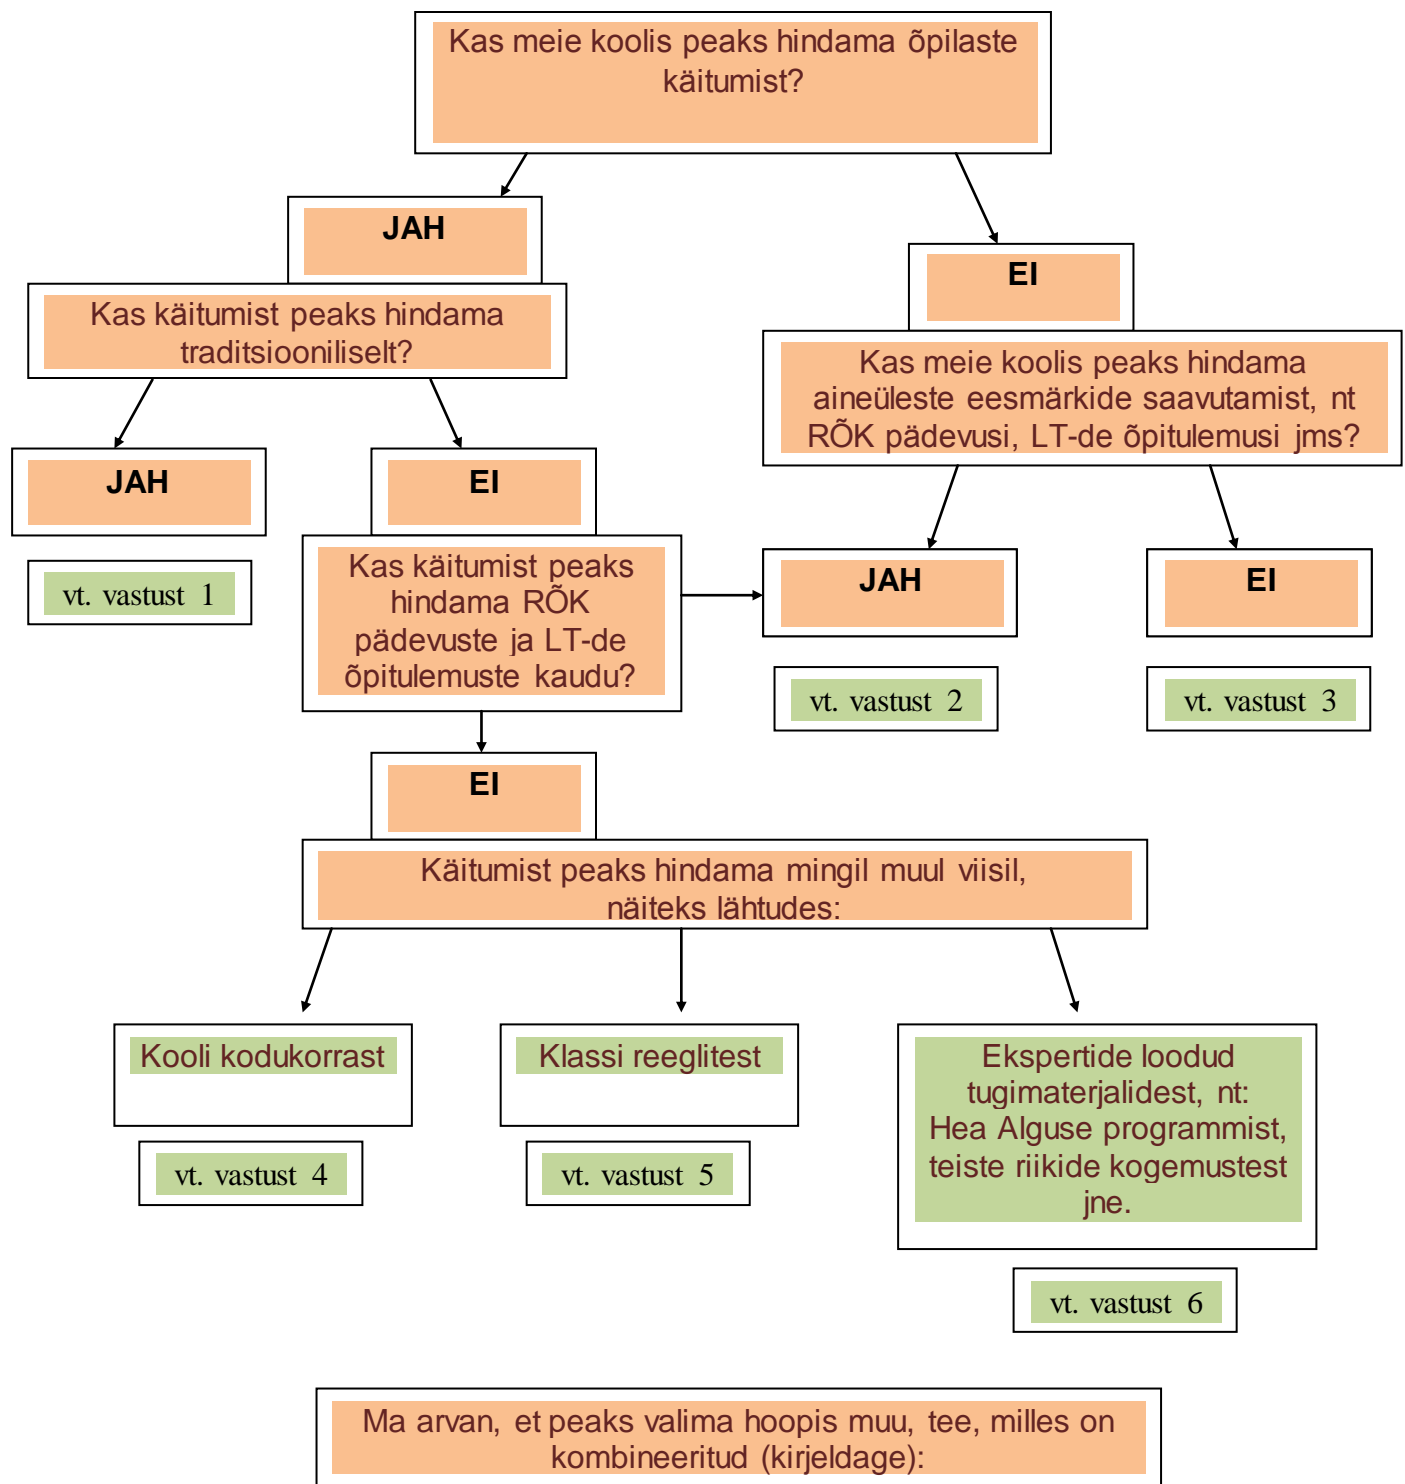 Kas meie koolis peaks hindama õpilaste
käitumist?
JAH
Kas käitumist peaks hindama
traditsiooniliselt?
EI
Kas meie koolis peaks hindama
aineüleste eesmärkide saavutamist, nt
RÕK pädevusi, LT-de õpitulemusi jms?
JAH
vt. vastust 1
EI
Kas käitumist peaks
hindama RÕK
pädevuste ja LT-de
õpitulemuste kaudu?
JAH
vt. vastust 2
EI
vt. vastust 3
EI
Käitumist peaks hindama mingil muul viisil,
näiteks lähtudes:
Kooli kodukorrast
vt. vastust 4
Klassi reeglitest
vt. vastust 5
Ekspertide loodud
tugimaterjalidest, nt:
Hea Alguse programmist,
teiste riikide kogemustest
jne.
vt. vastust 6
Ma arvan, et peaks valima hoopis muu, tee, milles on
kombineeritud (kirjeldage):